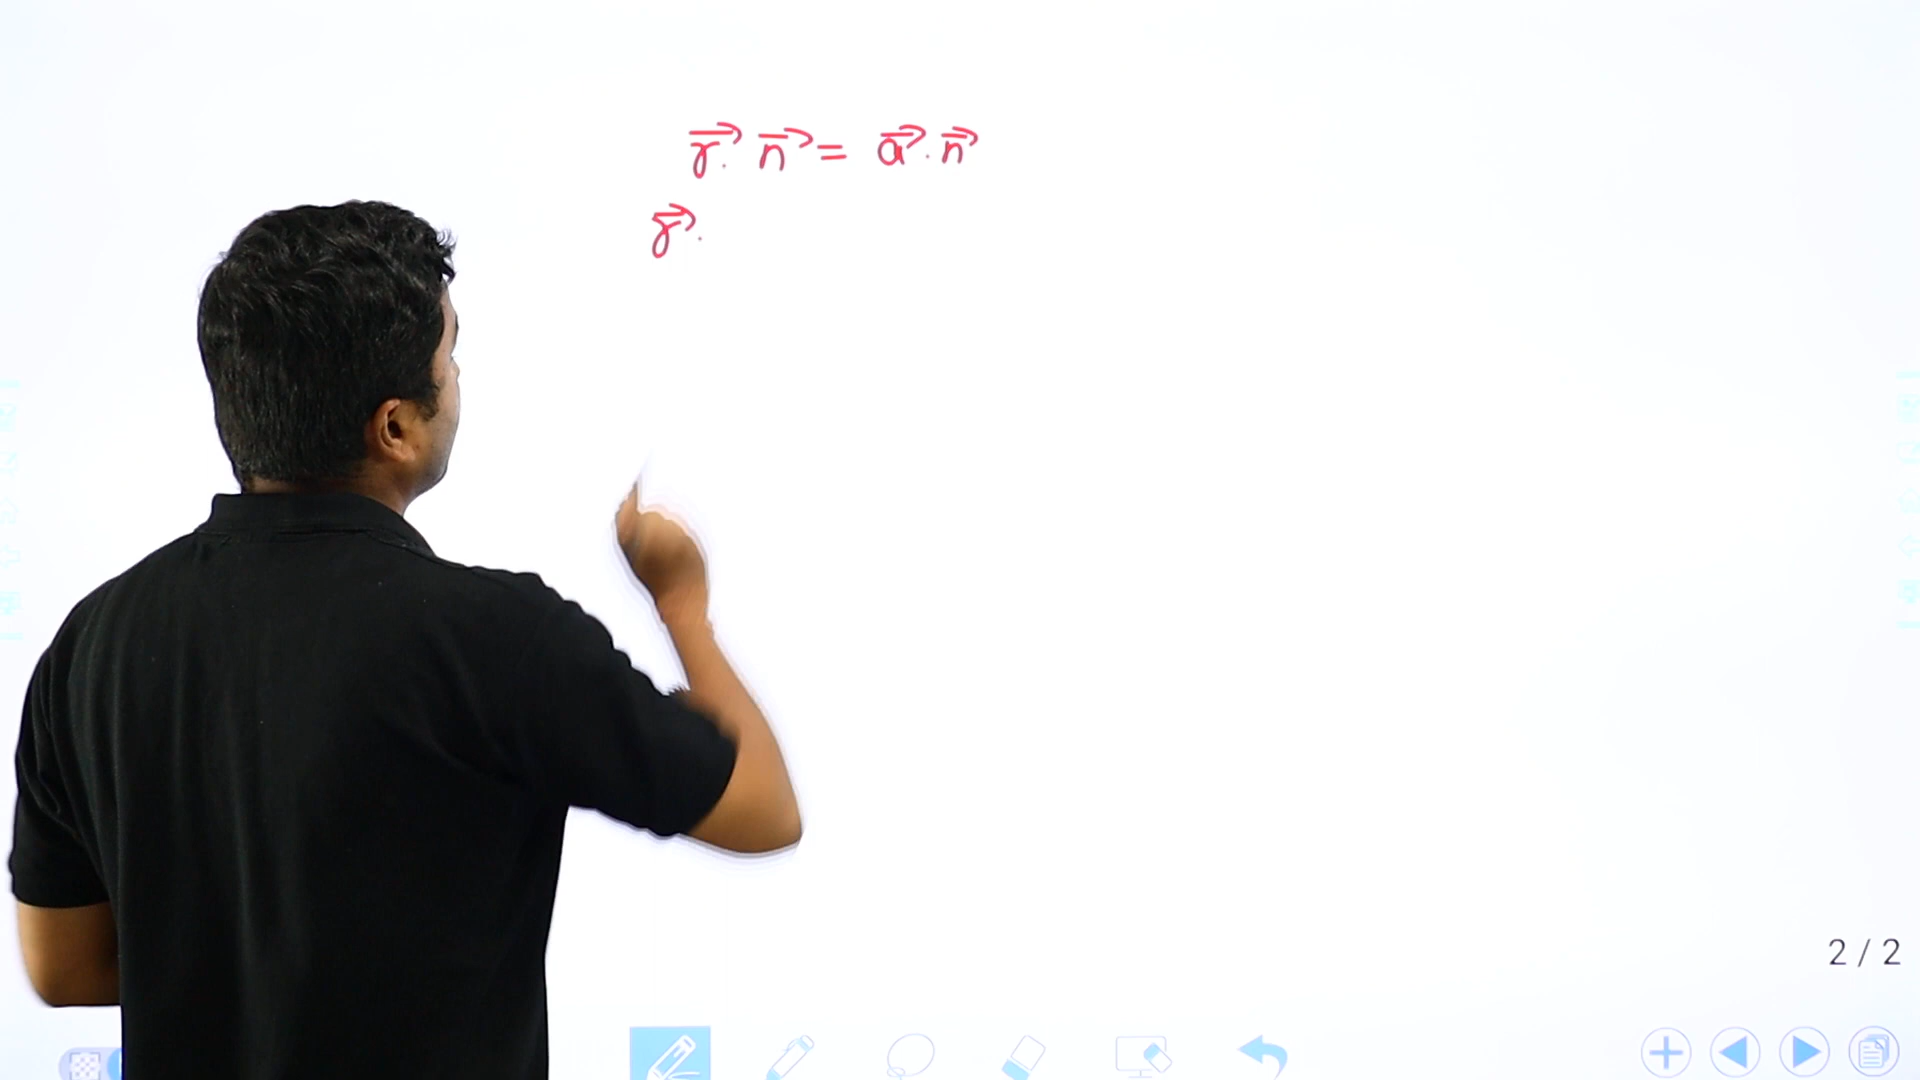 r⃗. n⃗ = a⃗. n⃗
r⃗.
2 / 2